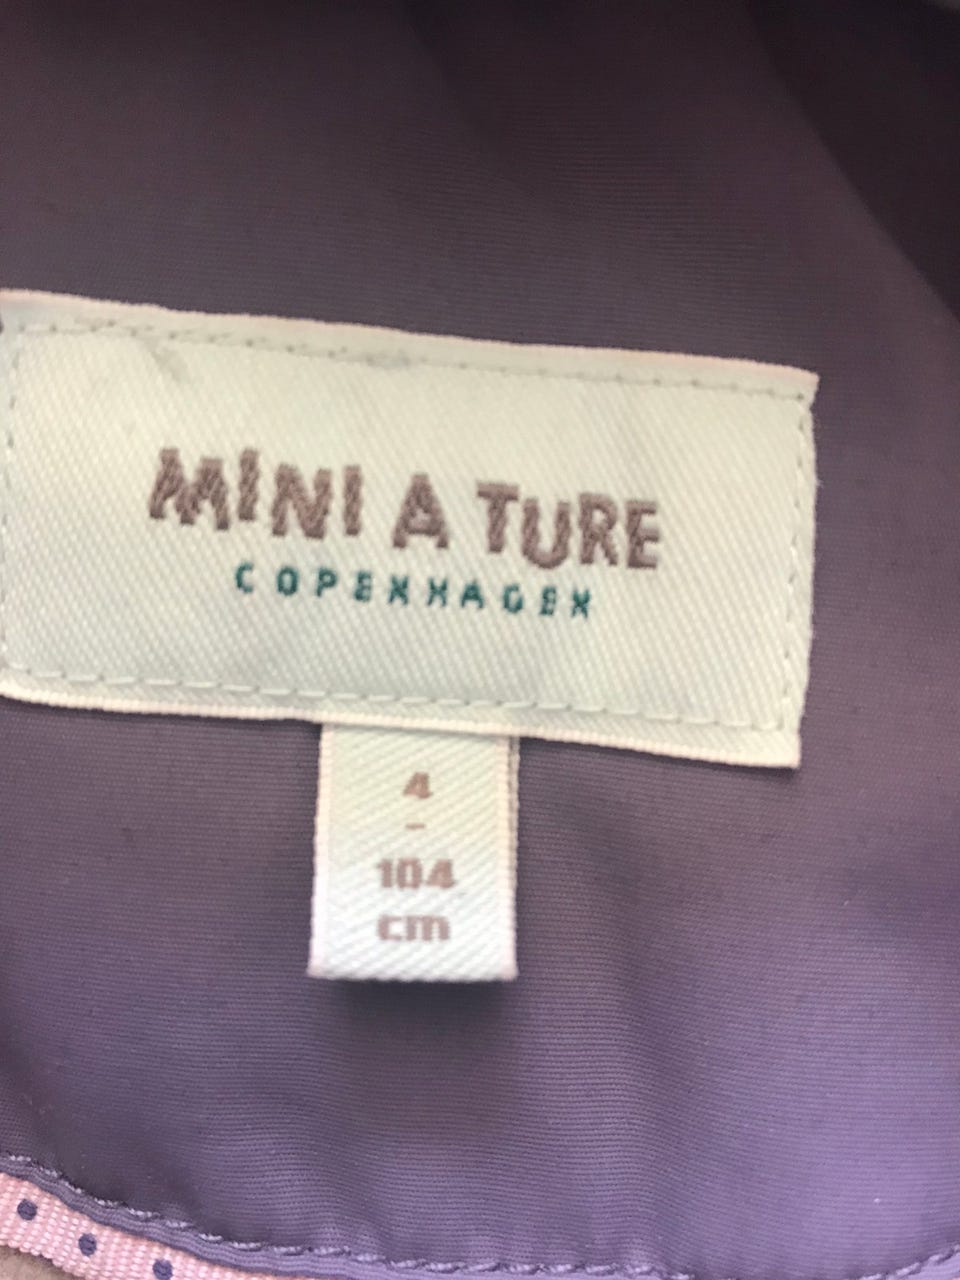 MINI A TURE
COPENHAGEN
4
-
104
cm